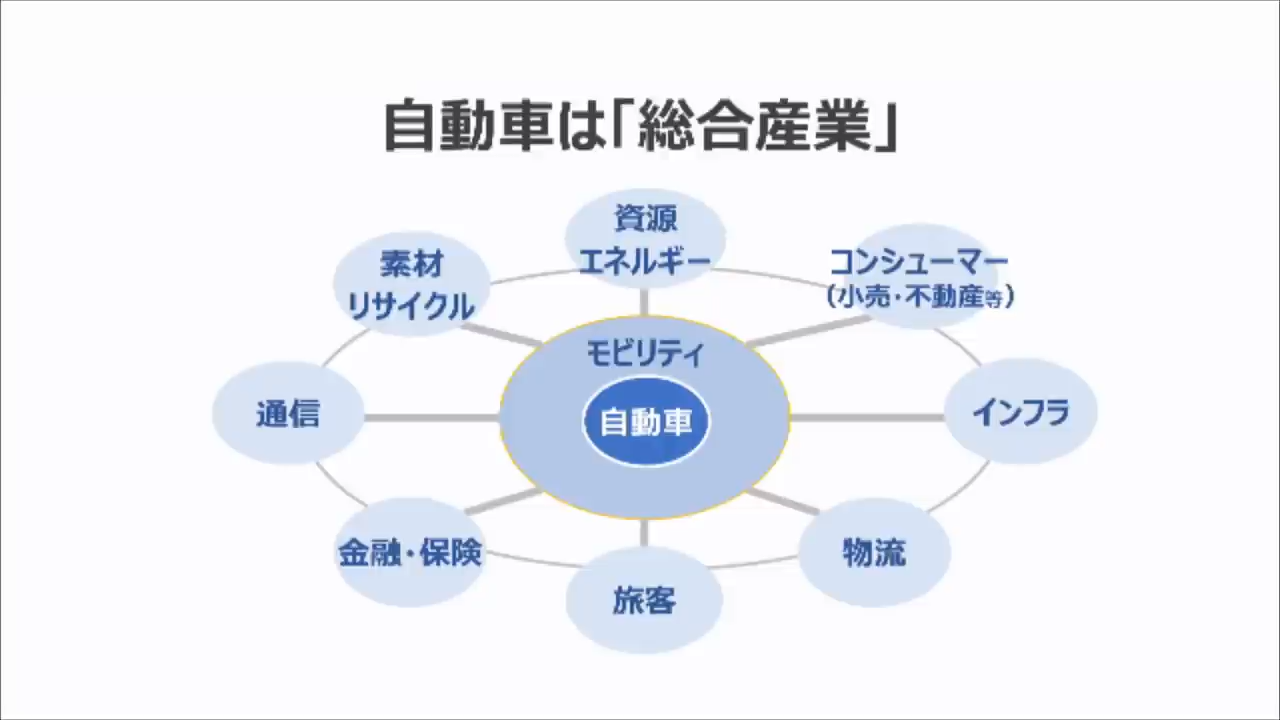 自動車は「総合産業」
資源
エネルギー
素材
リサイクル
コンシューマー
（小売・不動産等）
モビリティ
自動車
通信
インフラ
金融・保険
物流
旅客